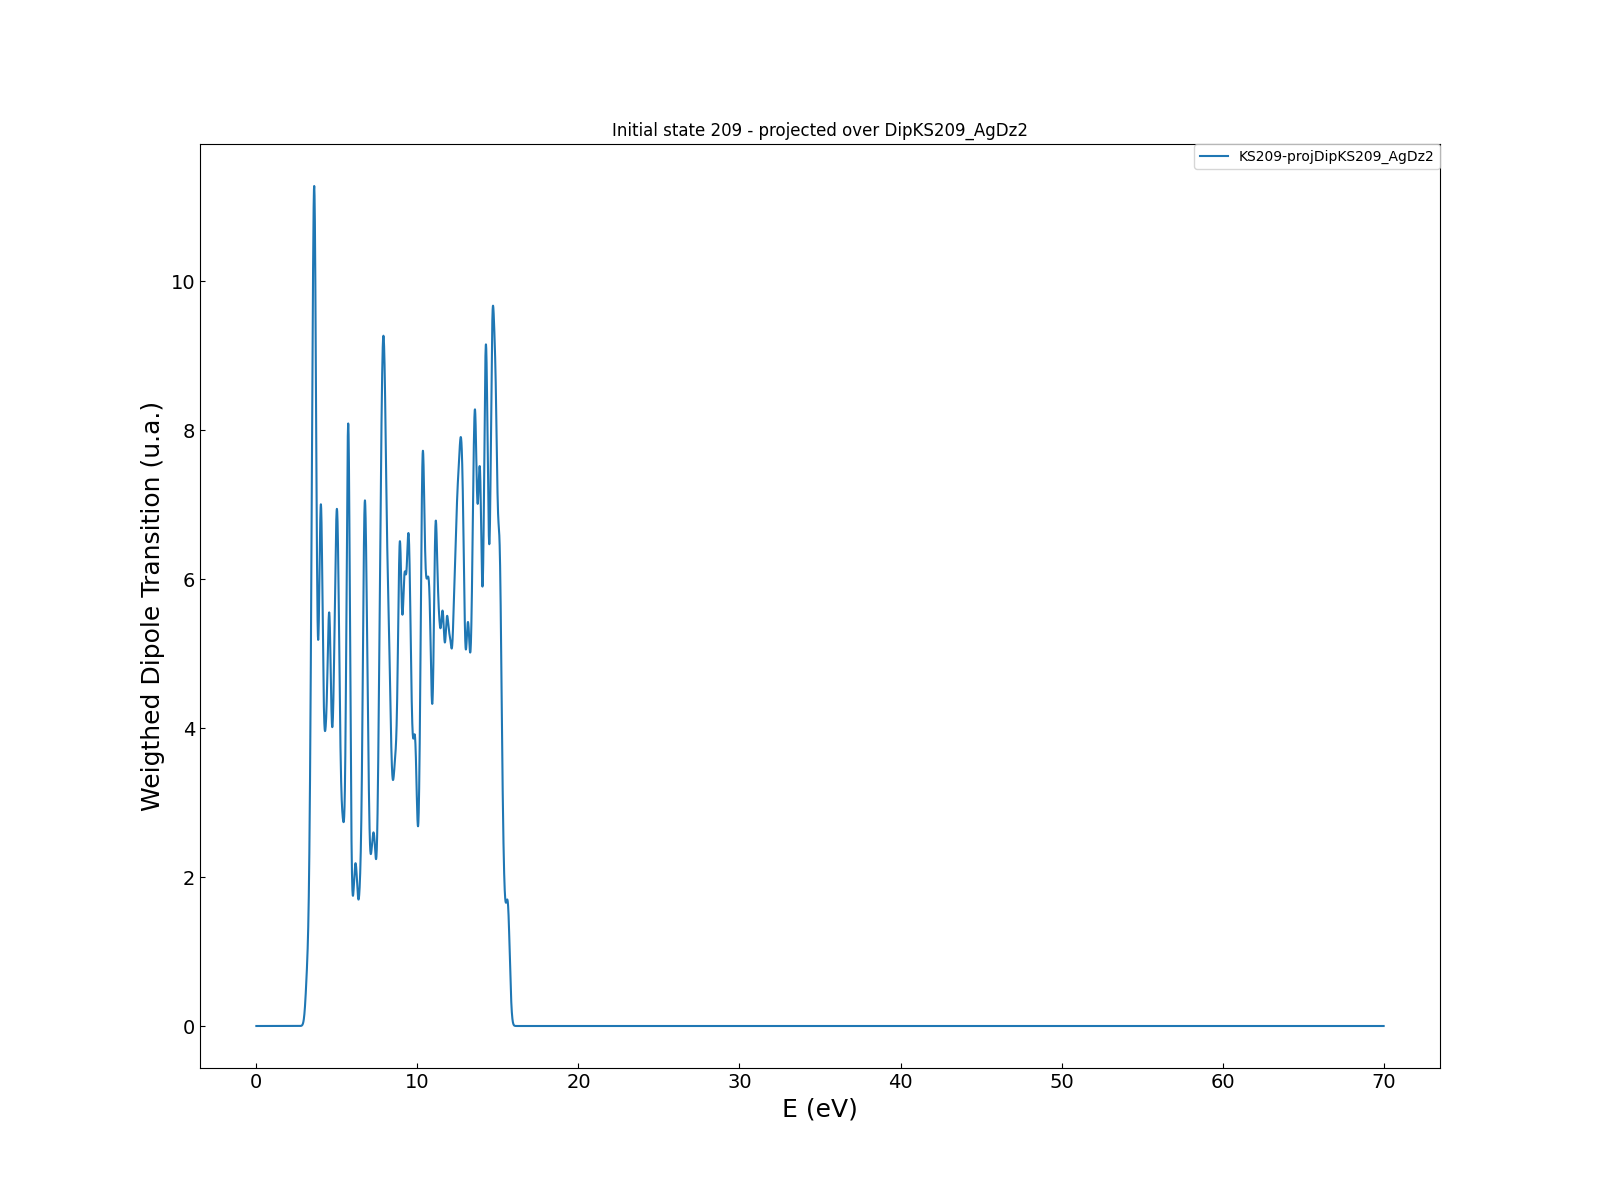 Initial state 209 - projected over DipKS209_AgDz2
KS209-projDipKS209_AgDz2
Weigthed Dipole Transition (u.a.)
10
8
6
4
2
0
0 10 20 30 40 50 60 70
E (eV)